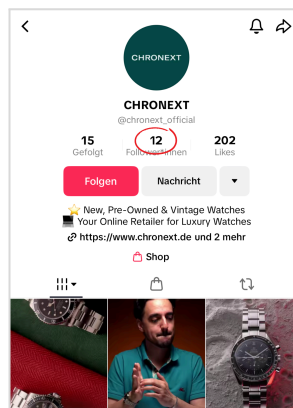 CHRONEXT
CHRONEXT
@chronext_official
15 12 202
Gefolgt Follower*innen Likes
Folgen Nachricht
⭐ New, Pre-Owned & Vintage Watches
Your Online Retailer for Luxury Watches
https://www.chronext.de und 2 mehr
Shop